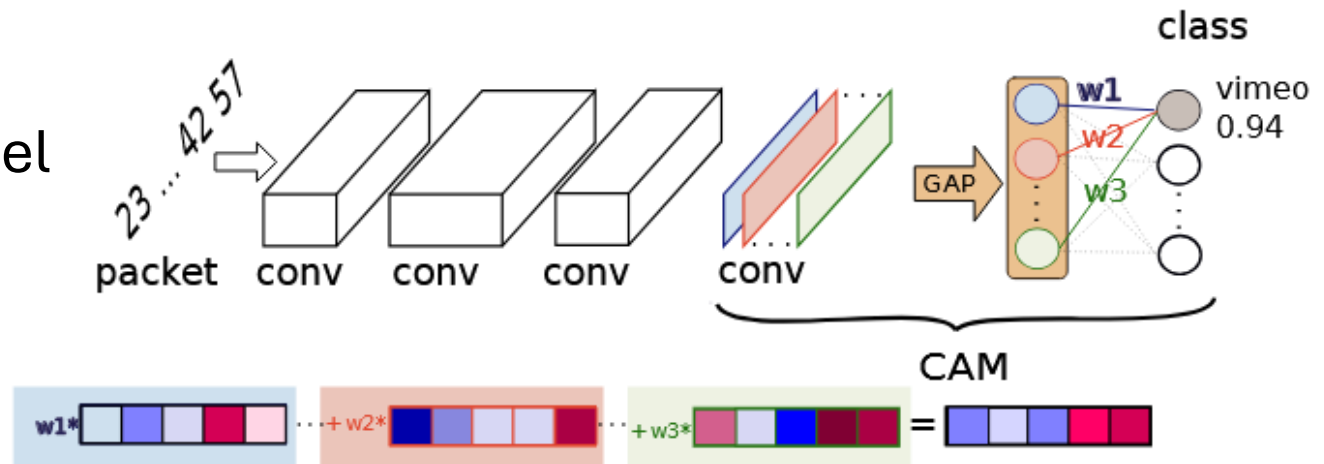 class
el
23 ... 42 57
packet
conv
conv
conv
conv
GAP
w1
w2
w3
vimeo
0.94
CAM
w1*
...+ w2*
...+ w3*
=